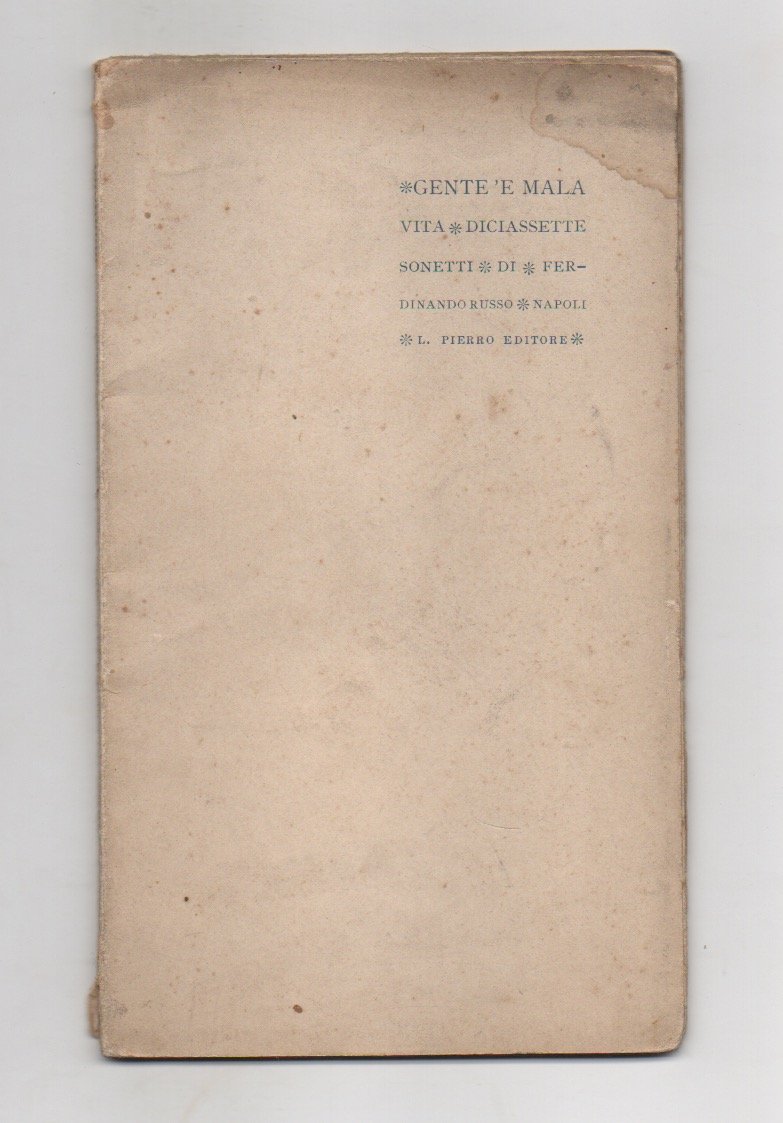 ❊GENTE 'E MALA
VITA ❊ DICIASSETTE
SONETTI ❊ DI ❊ FER-
DINANDO RUSSO ❊ NAPOLI
❊ L. PIERRO EDITORE ❊